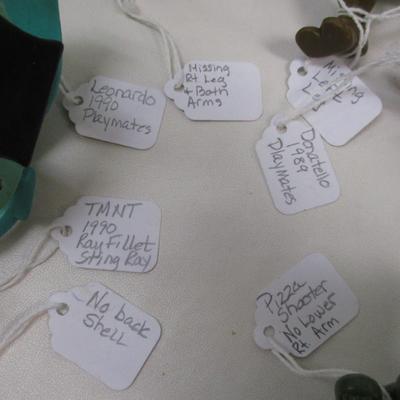 Leonardo
1990
Playmates
Missing
Rt Leg
+ Both
Arms
Missing
Left
Donatello
1989
Playmates
TMNT
1990
Ray Fillet
Sting Ray
No back
Shell
Pizza
Shooter
No Lower
Rt. Arm